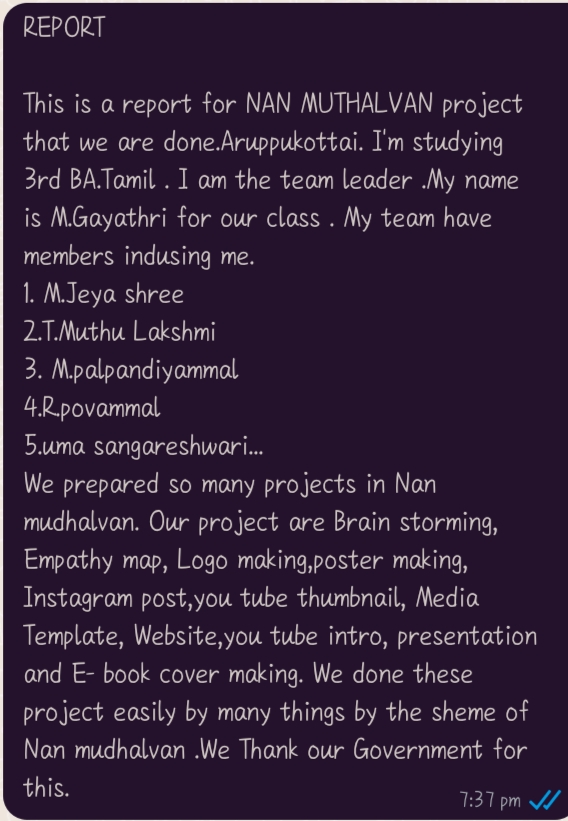 REPORT
This is a report for NAN MUTHALVAN project
that we are done.Aruppukottai. I'm studying
3rd BA.Tamil . I am the team leader .My name
is M.Gayathri for our class . My team have
members indusing me.
1. M.Jeya shree
2.T.Muthu Lakshmi
3. M.palpandiyammal
4.R.povammal
5.uma sangareshwari...
We prepared so many projects in Nan
mudhalvan. Our project are Brain storming,
Empathy map, Logo making,poster making,
Instagram post,you tube thumbnail, Media
Template, Website,you tube intro, presentation
and E- book cover making. We done these
project easily by many things by the sheme of
Nan mudhalvan .We Thank our Government for
this.
7:37 pm